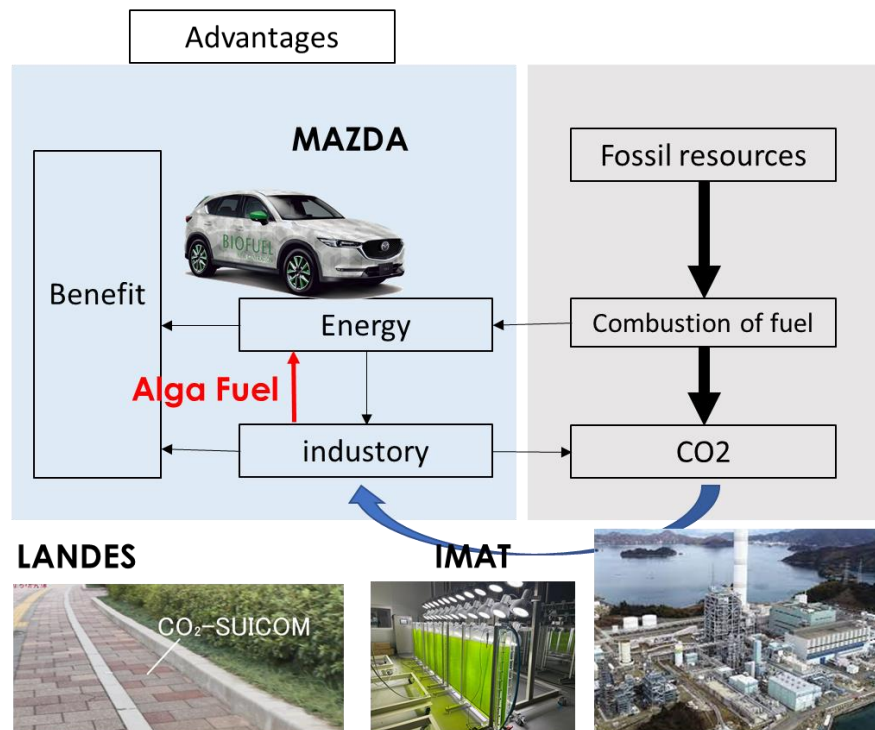 Advantages
MAZDA
Fossil resources
BIOFUEL
Benefit
Energy
Combustion of fuel
Alga Fuel
industory
CO2
LANDES
IMAT
CO₂-SUICOM